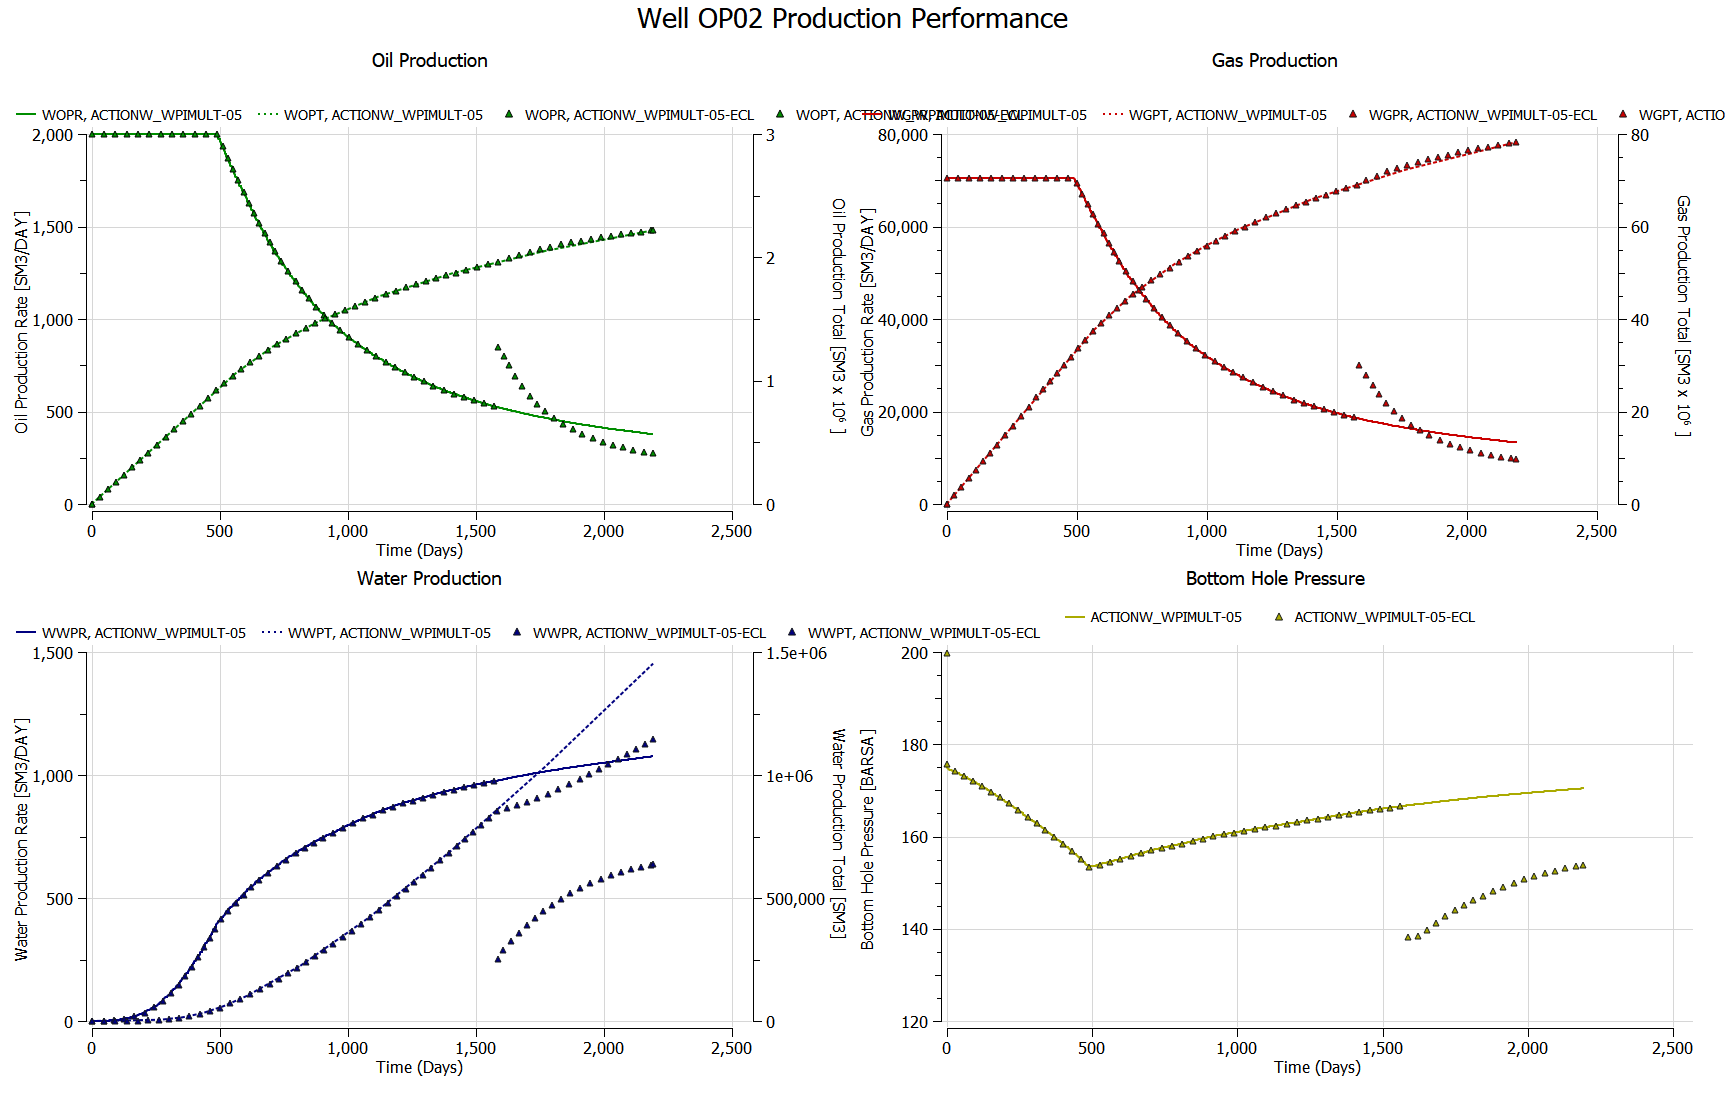 Well OP02 Production Performance
Oil Production
WOPR, ACTIONW_WPIMULT-05
WOPT, ACTIONW_WPIMULT-05
WOPR, ACTIONW_WPIMULT-05-ECL
WOPT, ACTIONW_WPIMULT-05-ECL
2,000
1,500
1,000
500
0
Oil Production Rate [SM3/DAY]
3
2
1
0
Oil Production Total [SM3 x 10⁶ ]
0
500
1,000
1,500
2,000
2,500
Time (Days)
Gas Production
WGPR, ACTIONW_WPIMULT-05
WGPT, ACTIONW_WPIMULT-05
WGPR, ACTIONW_WPIMULT-05-ECL
WGPT, ACTIO
80,000
60,000
40,000
20,000
0
Gas Production Rate [SM3/DAY]
80
60
40
20
0
Gas Production Total [SM3 x 10⁶ ]
0
500
1,000
1,500
2,000
2,500
Time (Days)
Water Production
WWPR, ACTIONW_WPIMULT-05
WWPT, ACTIONW_WPIMULT-05
WWPR, ACTIONW_WPIMULT-05-ECL
WWPT, ACTIONW_WPIMULT-05-ECL
1,500
1,000
500
0
Water Production Rate [SM3/DAY]
1.5e+06
1e+06
500,000
0
Water Production Total [SM3]
0
500
1,000
1,500
2,000
2,500
Time (Days)
Bottom Hole Pressure
ACTIONW_WPIMULT-05
ACTIONW_WPIMULT-05-ECL
200
180
160
140
120
Bottom Hole Pressure [BARSA]
0
500
1,000
1,500
2,000
2,500
Time (Days)